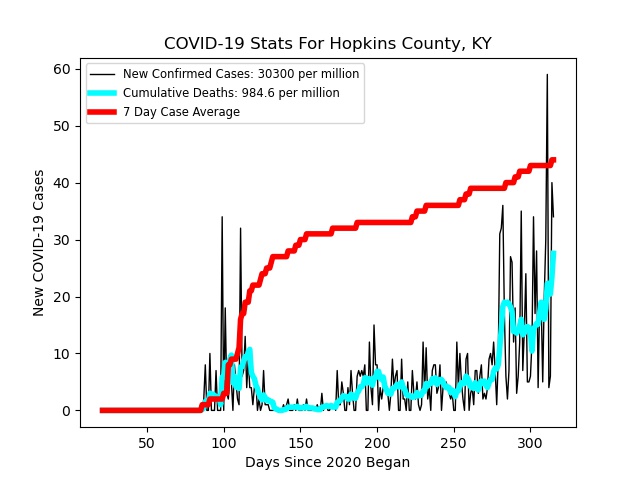 COVID-19 Stats For Hopkins County, KY
New Confirmed Cases: 30300 per million
Cumulative Deaths: 984.6 per million
7 Day Case Average
New COVID-19 Cases
60
50
40
30
20
10
0
50 100 150 200 250 300
Days Since 2020 Began